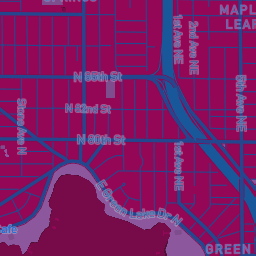 MAPLE
LEAF
1st Ave NE
2nd Ave NE
N 85th St
5th Ave NE
Stone Ave N
N 82nd St
N 80th St
1st Ave NE
E Green Lake Dr N
GREEN